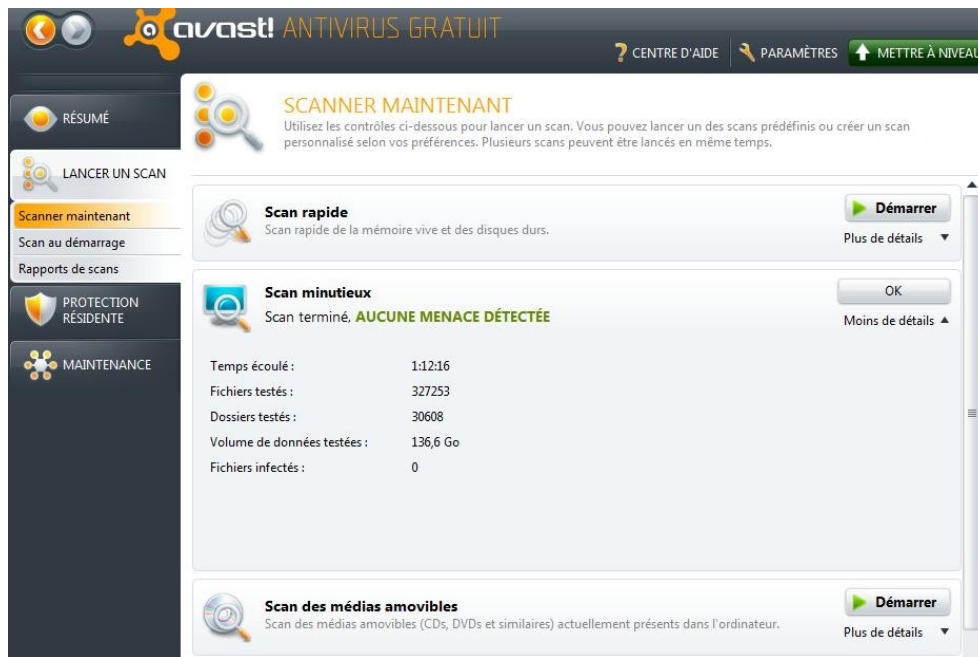 avast! ANTIVIRUS GRATUIT
CENTRE D'AIDE
PARAMÈTRES
METTRE À NIVEAU
RÉSUMÉ
LANCER UN SCAN
Scanner maintenant
Scan au démarrage
Rapports de scans
PROTECTION
RÉSIDENTE
MAINTENANCE
SCANNER MAINTENANT
Utilisez les contrôles ci-dessous pour lancer un scan. Vous pouvez lancer un des scans prédéfinis ou créer un scan
personnalisé selon vos préférences. Plusieurs scans peuvent être lancés en même temps.
Scan rapide
Scan rapide de la mémoire vive et des disques durs.
Démarrer
Plus de détails
Scan minutieux
Scan terminé, AUCUNE MENACE DÉTECTÉE
OK
Moins de détails
Temps écoulé : 1:12:16
Fichiers testés : 327253
Dossiers testés : 30608
Volume de données testées : 136,6 Go
Fichiers infectés : 0
Scan des médias amovibles
Scan des médias amovibles (CDs, DVDs et similaires) actuellement présents dans l'ordinateur.
Démarrer
Plus de détails